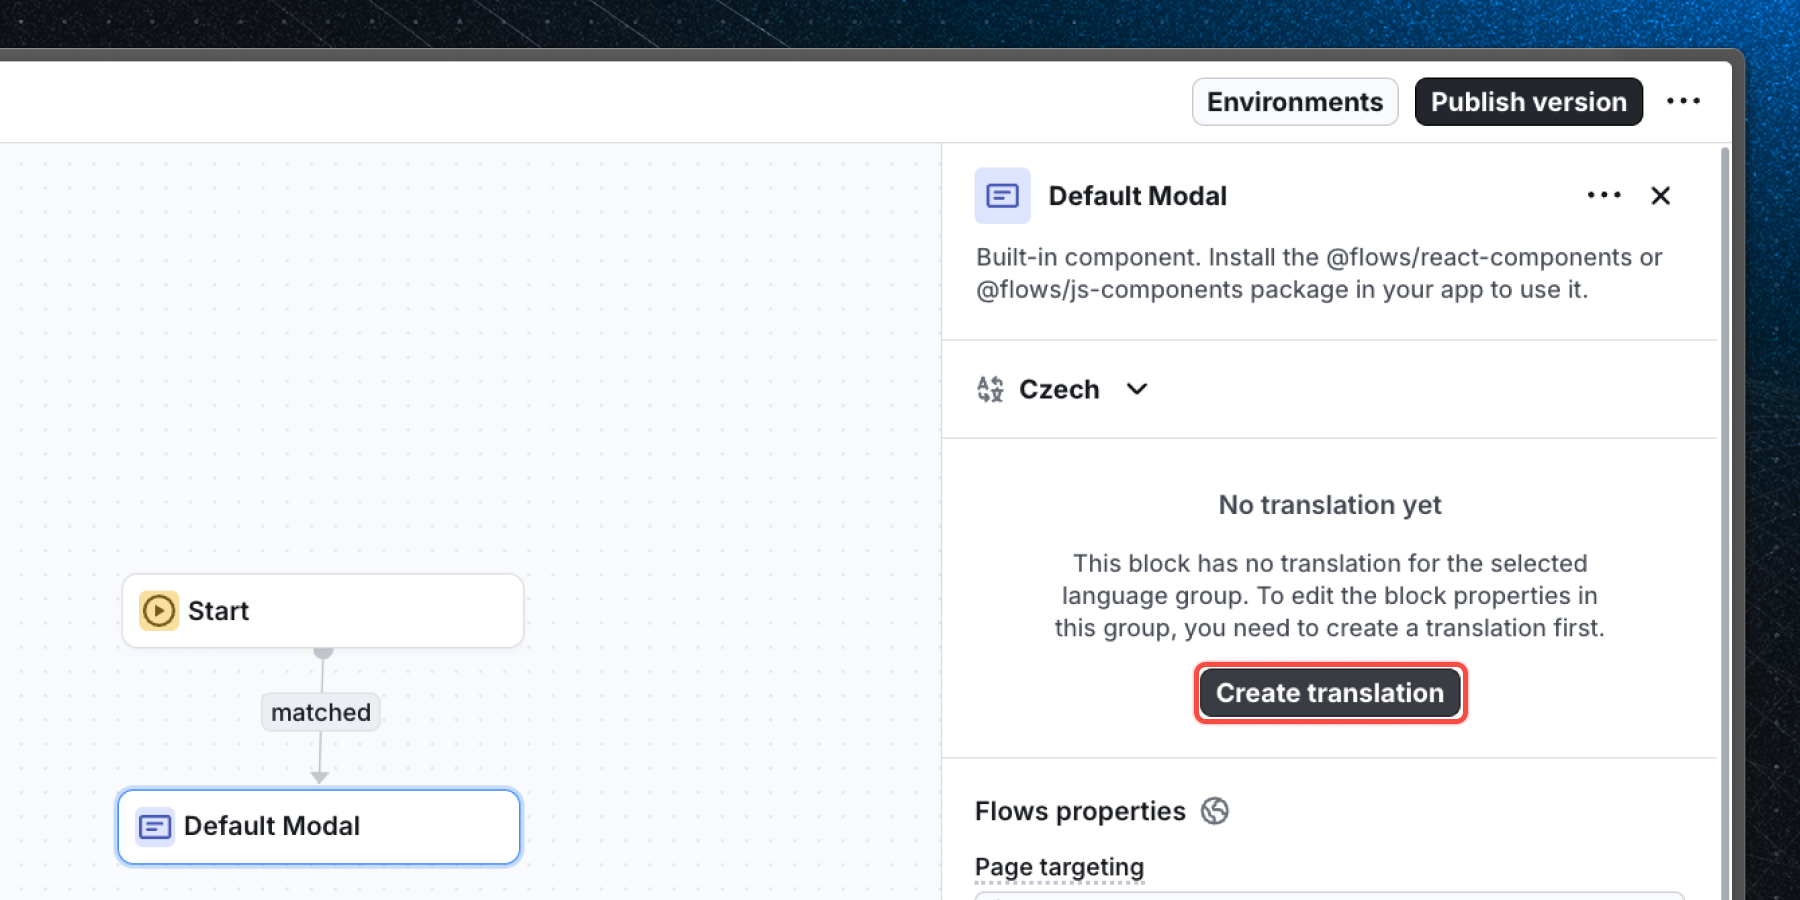 Environments
Publish version
Default Modal
Built-in component. Install the @flows/react-components or
@flows/js-components package in your app to use it.
Czech
No translation yet
This block has no translation for the selected
language group. To edit the block properties in
this group, you need to create a translation first.
Create translation
Flows properties
Page targeting
Start
matched
Default Modal